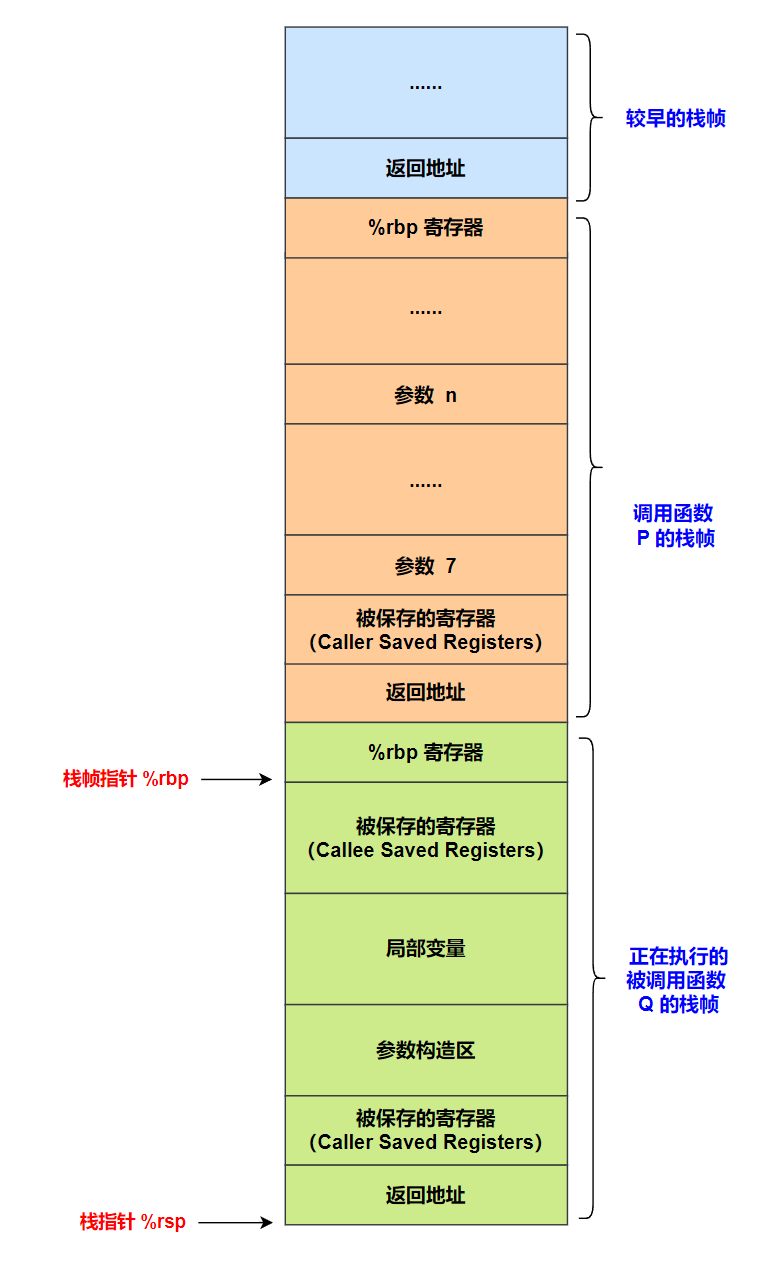 ......
较早的栈帧
返回地址
%rbp 寄存器
......
参数 n
......
调用函数
P 的栈帧
参数 7
被保存的寄存器
（Caller Saved Registers）
返回地址
%rbp 寄存器
栈帧指针 %rbp
被保存的寄存器
（Callee Saved Registers）
局部变量
正在执行的
被调用函数
Q 的栈帧
参数构造区
被保存的寄存器
（Caller Saved Registers）
返回地址
栈指针 %rsp